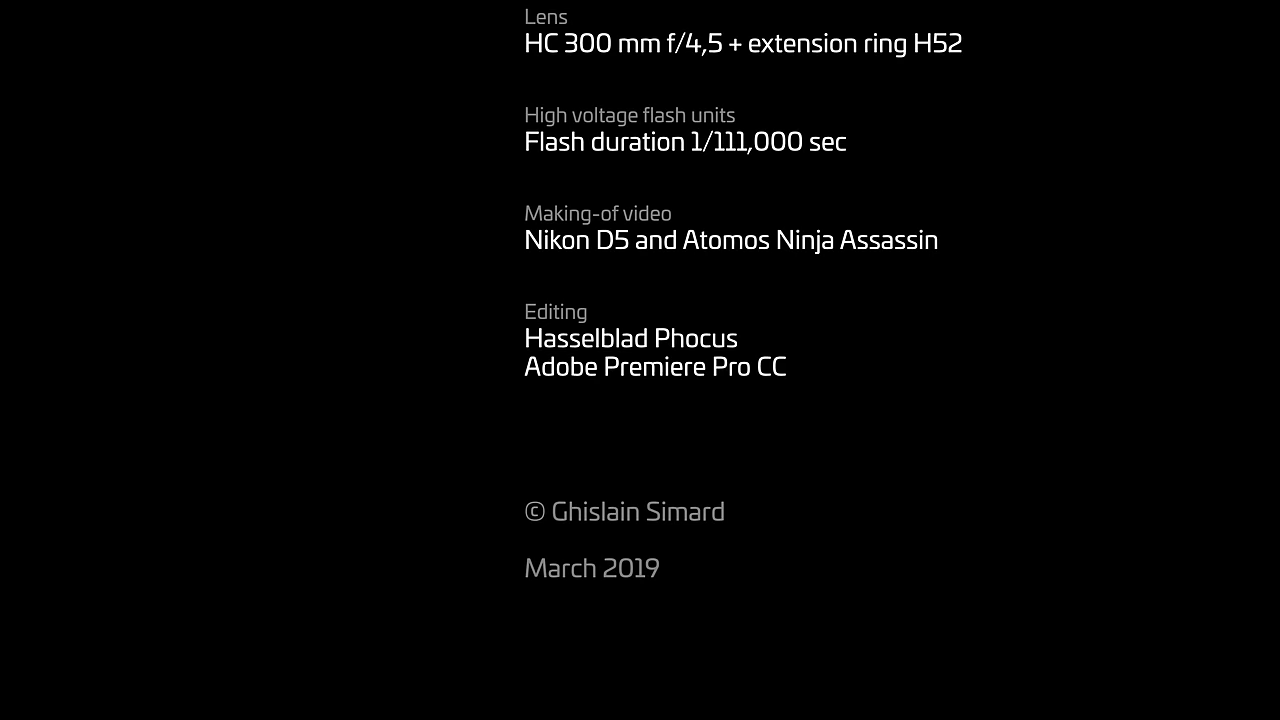 Lens
HC 300 mm f/4,5 + extension ring H52
High voltage flash units
Flash duration 1/111,000 sec
Making-of video
Nikon D5 and Atomos Ninja Assassin
Editing
Hasselblad Phocus
Adobe Premiere Pro CC
© Ghislain Simard
March 2019